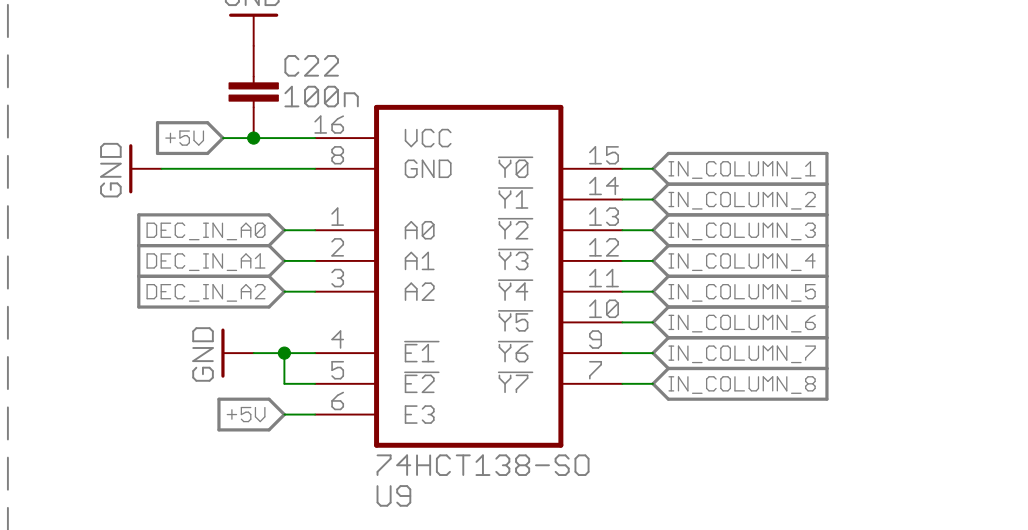 GND
C22
100n
+5V
16
VCC
GND
8
GND
Y0
15
IN_COLUMN_1
Y1
14
IN_COLUMN_2
DEC_IN_A0
1
A0
Y2
13
IN_COLUMN_3
DEC_IN_A1
2
A1
Y3
12
IN_COLUMN_4
DEC_IN_A2
3
A2
Y4
11
IN_COLUMN_5
Y5
10
IN_COLUMN_6
GND
4
E1
Y6
9
IN_COLUMN_7
5
E2
Y7
7
IN_COLUMN_8
+5V
6
E3
74HCT138-SO
U9